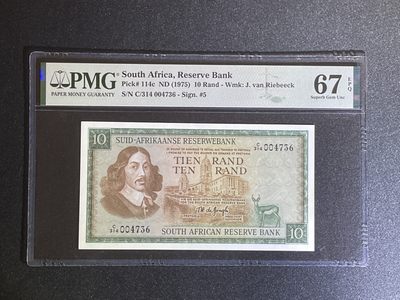 PMG
PAPER MONEY GUARANTY
South Africa, Reserve Bank
Pick# 114c ND (1975) 10 Rand - Wmk: J. van Riebeeck
S/N C/314 004736 - Sign. #5
67 EPQ
Superb Gem Unc
10
SUID-AFRIKAANSE RESERWEBANK
C/314 004736
TIEN RAND
TEN RAND
C/314 004736
SOUTH AFRICAN RESERVE BANK
10